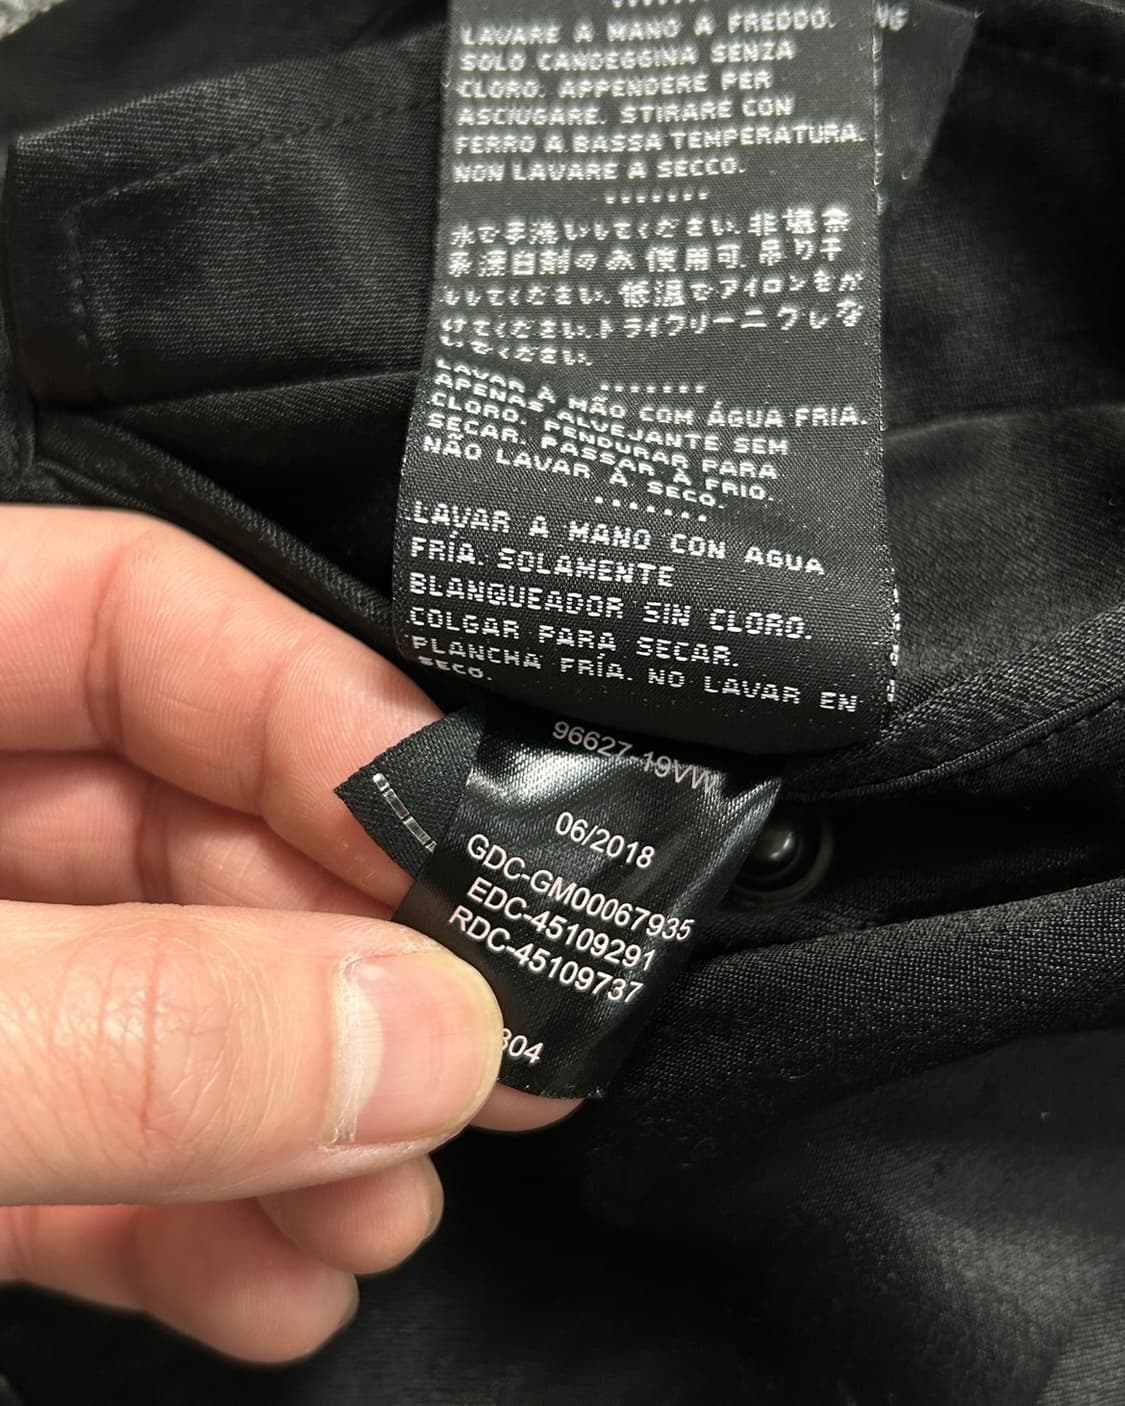 LAVARE A MANO A FREDDO.
SOLO CANDEGGINA SENZA
CLORO. APPENDERE PER
ASCIUGARE. STIRARE CON
FERRO A BASSA TEMPERATURA.
NON LAVARE A SECCO.
水で手洗いしてください. 非塩素
系漂白剤のみ使用可. 吊り干
ししてください. 低温でアイロンをが
けてください. トライクリーニングしな
いでください.
LAVAR À MÃO COM ÁGUA FRIA.
APENAS ALVEJANTE SEM
CLORO. PENDURAR PARA
SECAR. PASSAR À FRIO.
NÃO LAVAR À SECO.
LAVAR A MANO CON AGUA
FRÍA. SOLAMENTE
BLANQUEADOR SIN CLORO.
COLGAR PARA SECAR.
PLANCHA FRÍA. NO LAVAR EN
SECO.
96627-19VW
06/2018
GDC-GM00067935
EDC-45109291
RDC-45109737
304